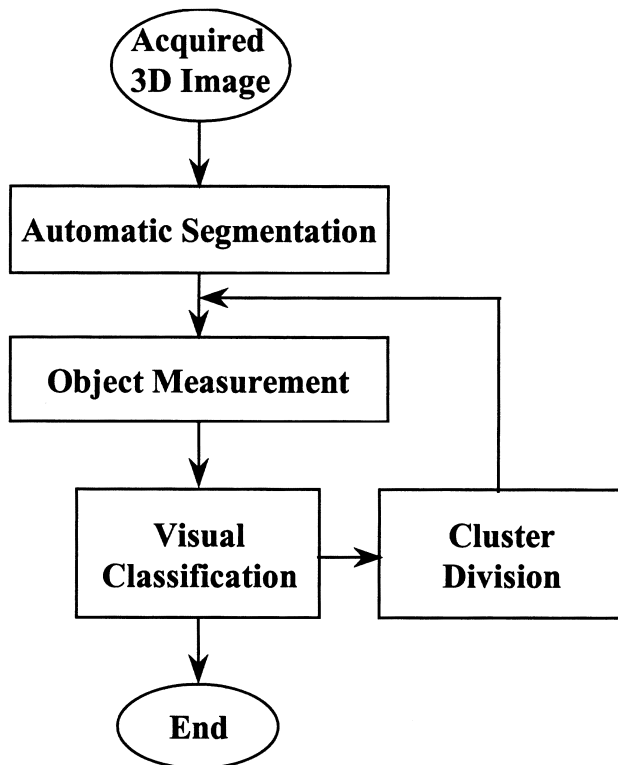 Acquired
3D Image
Automatic Segmentation
Object Measurement
Visual
Classification
Cluster
Division
End